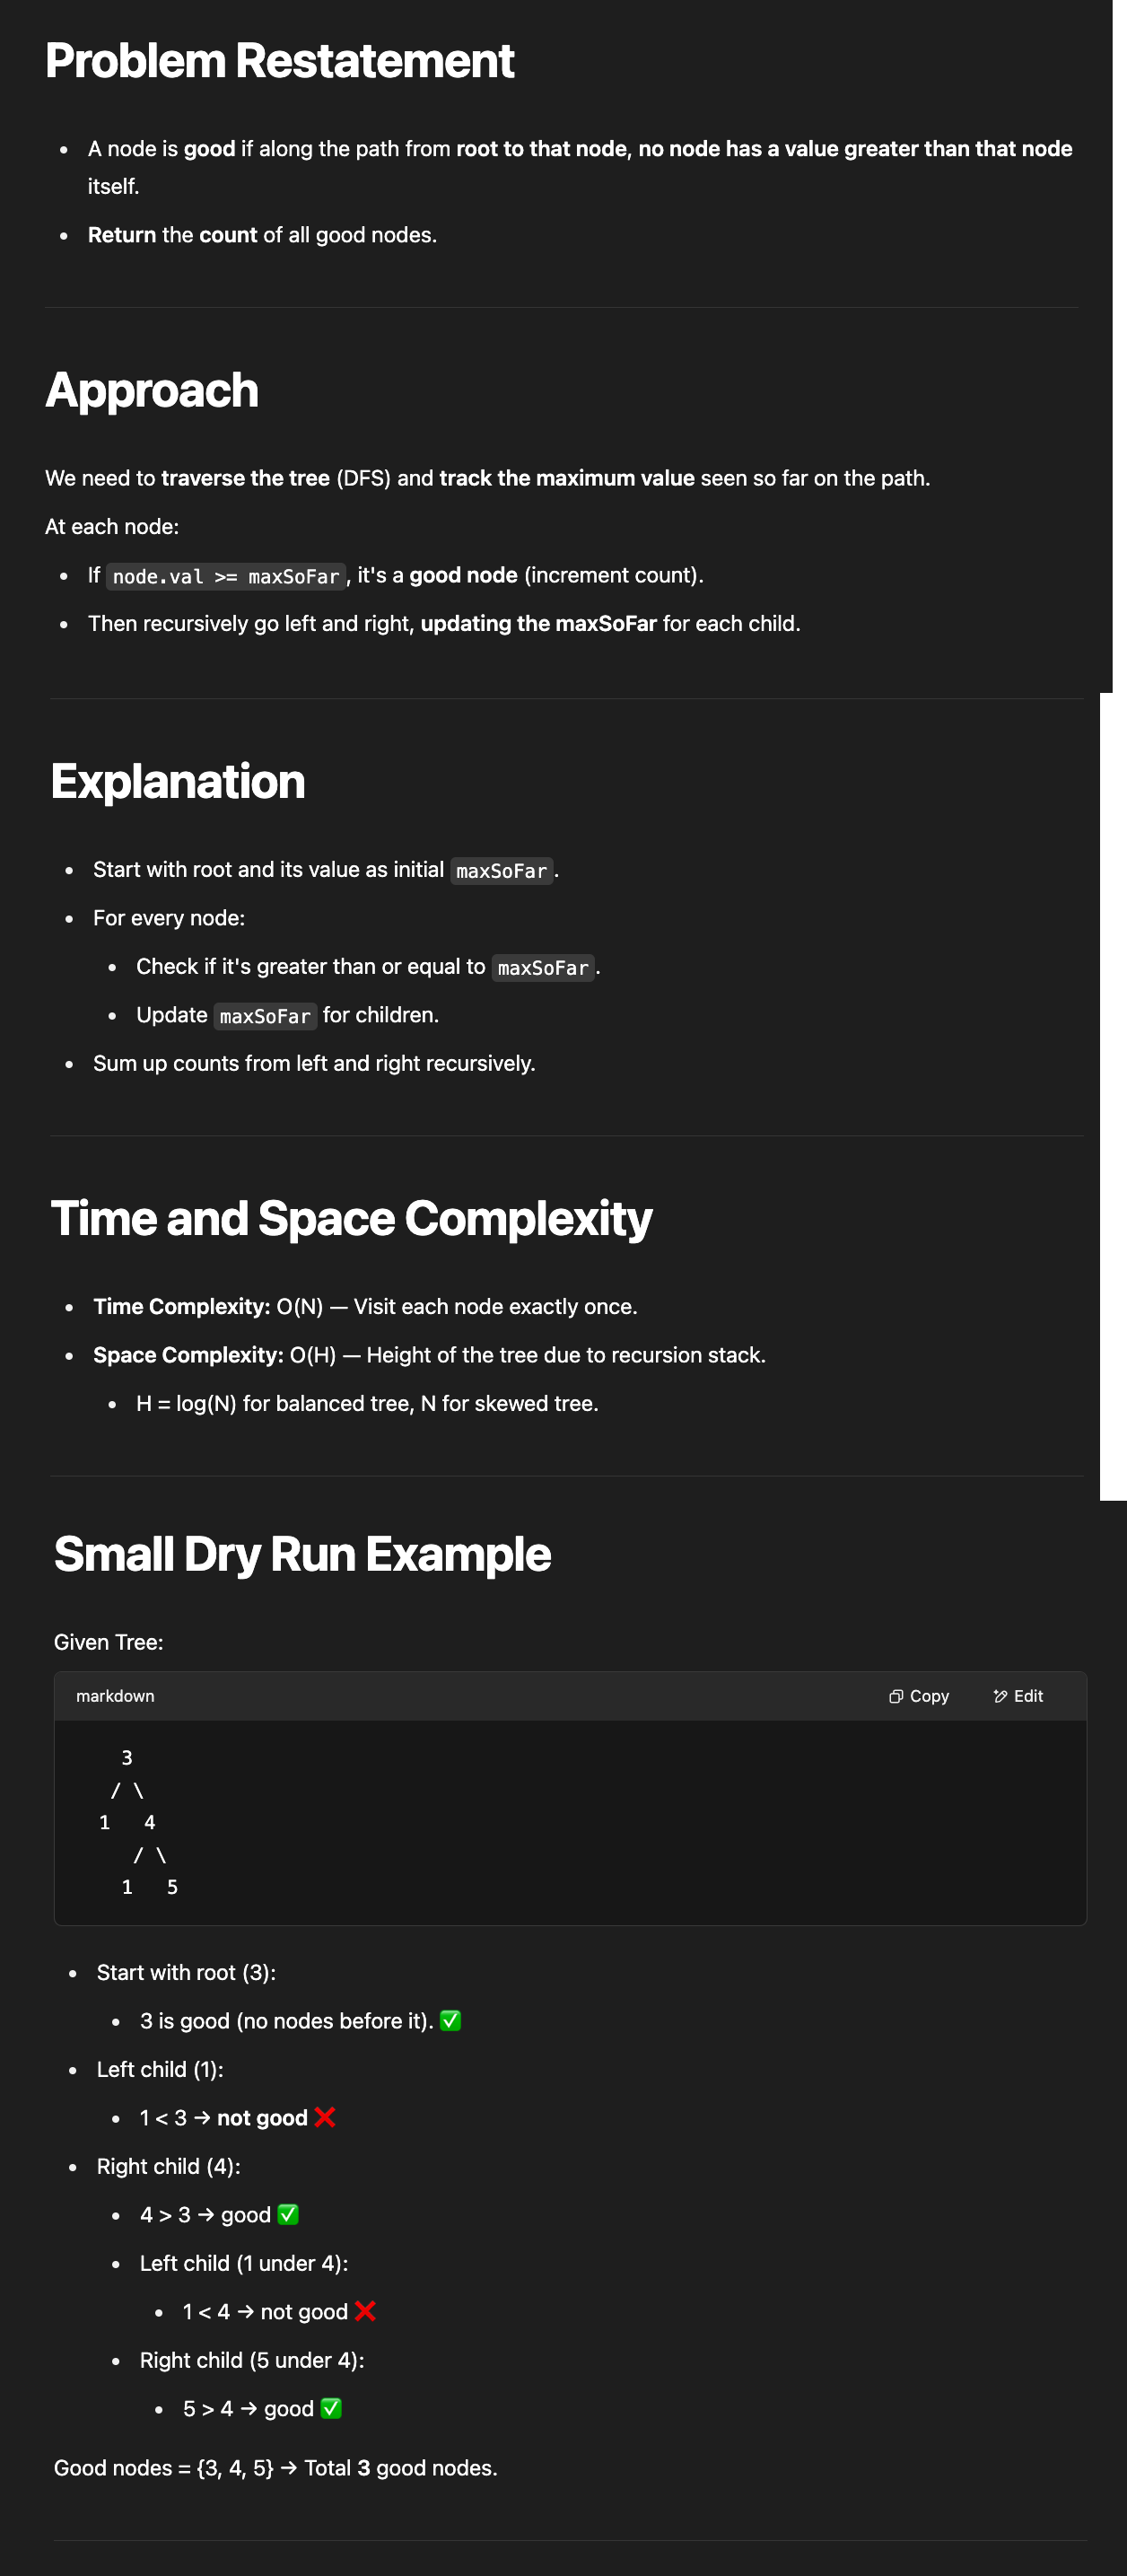 Problem Restatement
• A node is good if along the path from root to that node, no node has a value greater than that node
itself.
• Return the count of all good nodes.
Approach
We need to traverse the tree (DFS) and track the maximum value seen so far on the path.
At each node:
• If node.val >= maxSoFar, it's a good node (increment count).
• Then recursively go left and right, updating the maxSoFar for each child.
Explanation
• Start with root and its value as initial maxSoFar.
• For every node:
• Check if it's greater than or equal to maxSoFar.
• Update maxSoFar for children.
• Sum up counts from left and right recursively.
Time and Space Complexity
• Time Complexity: O(N) — Visit each node exactly once.
• Space Complexity: O(H) — Height of the tree due to recursion stack.
• H = log(N) for balanced tree, N for skewed tree.
Small Dry Run Example
Given Tree:
markdown Copy Edit
3
/ \
1 4
/ \
1 5
• Start with root (3):
• 3 is good (no nodes before it). ✅
• Left child (1):
• 1 < 3 → not good ❌
• Right child (4):
• 4 > 3 → good ✅
• Left child (1 under 4):
• 1 < 4 → not good ❌
• Right child (5 under 4):
• 5 > 4 → good ✅
Good nodes = {3, 4, 5} → Total 3 good nodes.